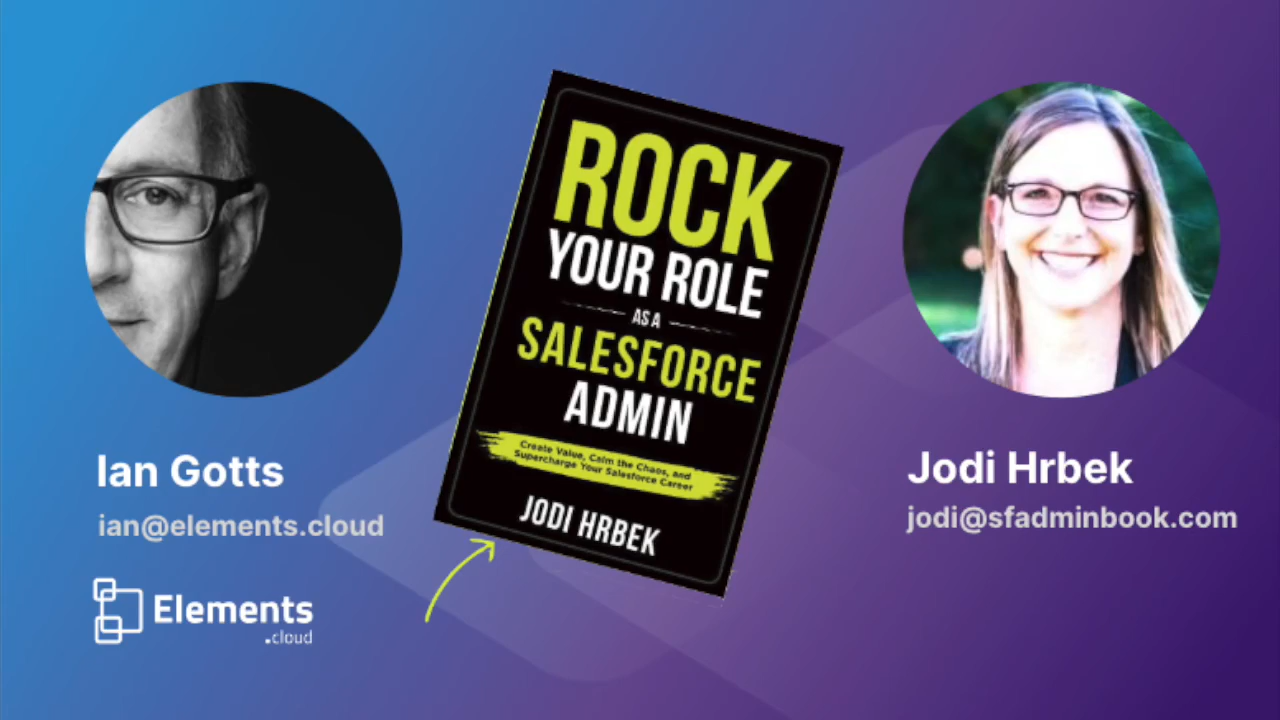 ROCK
YOUR ROLE
AS A
SALESFORCE
ADMIN
Create Value, Calm the Chaos, and
Supercharge Your Salesforce Career
JODI HRBEK
Ian Gotts
ian@elements.cloud
Elements
.cloud
Jodi Hrbek
jodi@sfadminbook.com